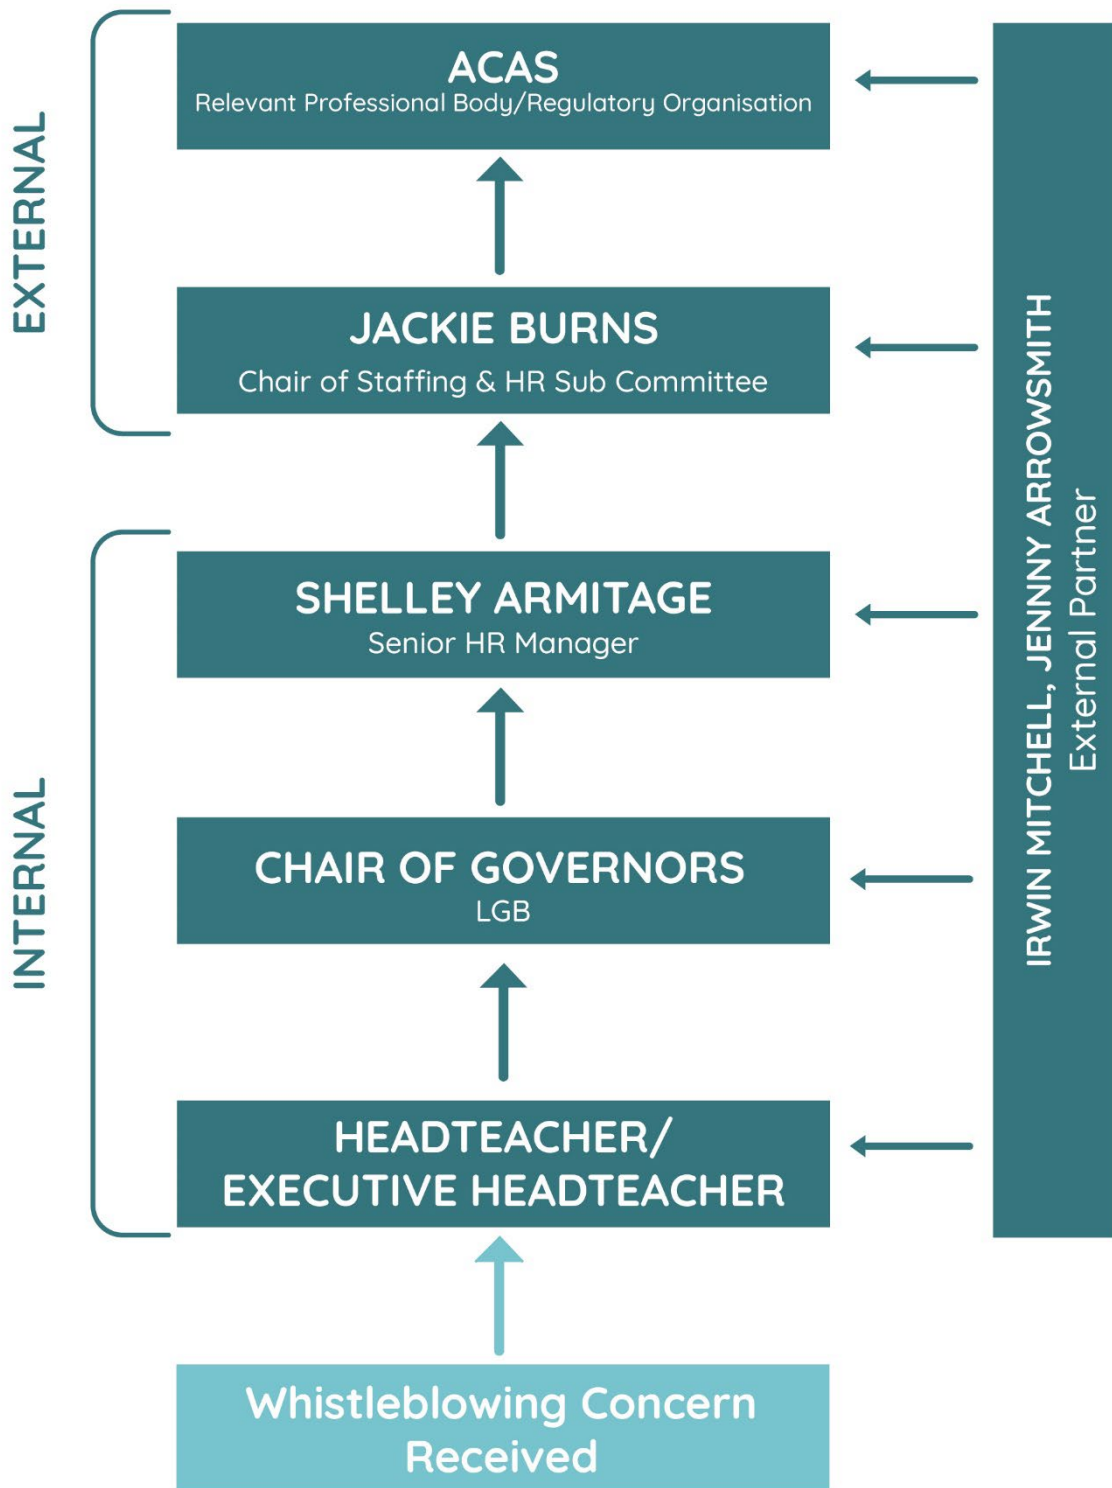 EXTERNAL
ACAS
Relevant Professional Body/Regulatory Organisation
JACKIE BURNS
Chair of Staffing & HR Sub Committee
INTERNAL
SHELLEY ARMITAGE
Senior HR Manager
CHAIR OF GOVERNORS
LGB
HEADTEACHER/
EXECUTIVE HEADTEACHER
Whistleblowing Concern
Received
IRWIN MITCHELL, JENNY ARROWSMITH
External Partner